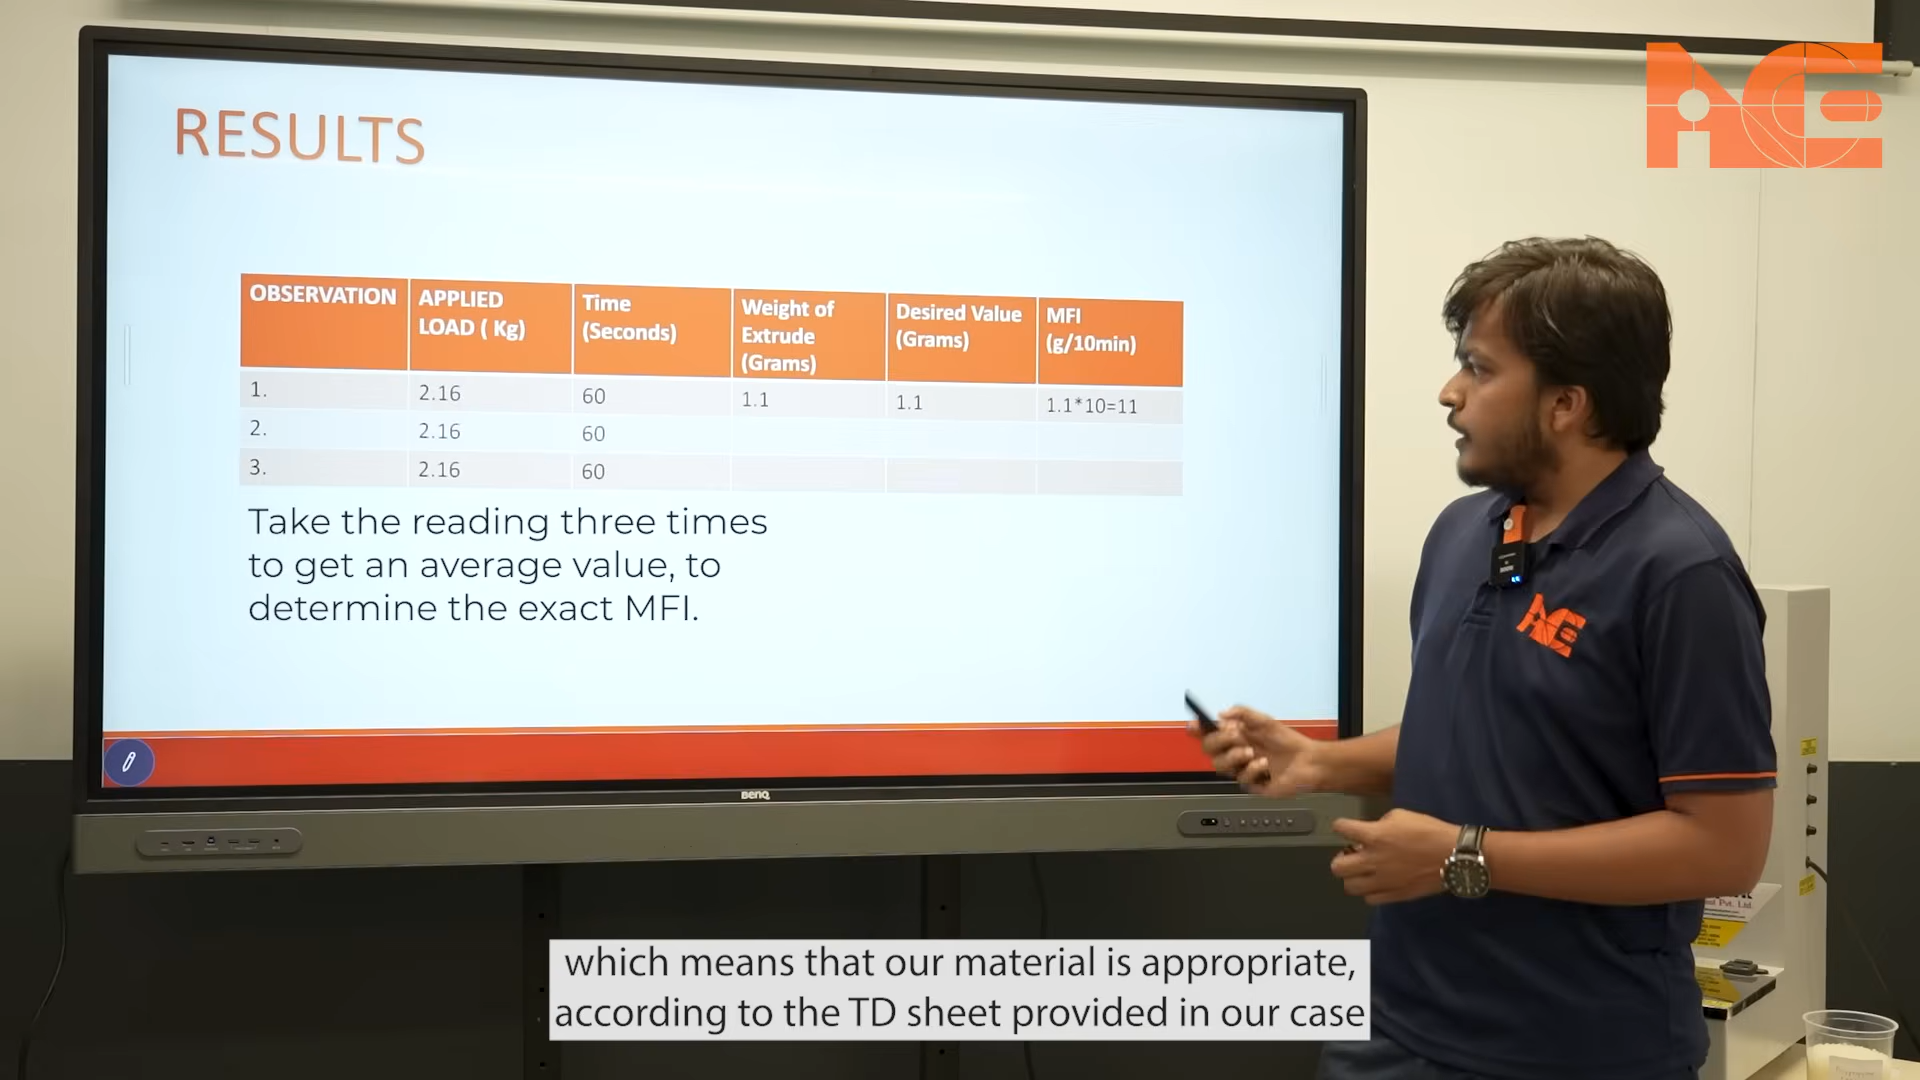 RESULTS
OBSERVATION
APPLIED LOAD ( Kg)
Time (Seconds)
Weight of Extrude (Grams)
Desired Value (Grams)
MFI (g/10min)
1. 2.16 60 1.1 1.1 1.1*10=11
2. 2.16 60
3. 2.16 60
Take the reading three times
to get an average value, to
determine the exact MFI.
BenQ
Pvt. Ltd.
which means that our material is appropriate,
according to the TD sheet provided in our case